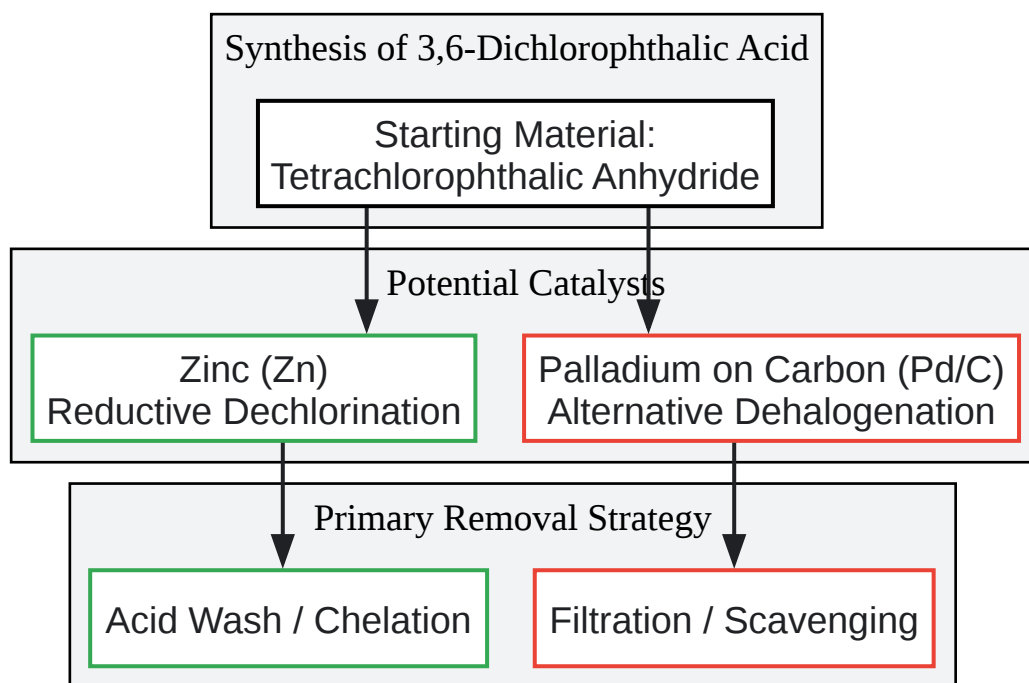 Synthesis of 3,6-Dichlorophthalic Acid
Starting Material:
Tetrachlorophthalic Anhydride
Potential Catalysts
Zinc (Zn)
Reductive Dechlorination
Palladium on Carbon (Pd/C)
Alternative Dehalogenation
Primary Removal Strategy
Acid Wash / Chelation
Filtration / Scavenging